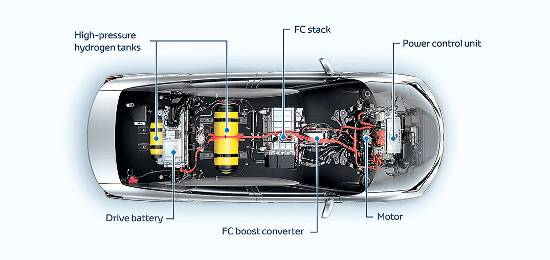 High-pressure
hydrogen tanks
FC stack
Power control unit
Drive battery
FC boost converter
Motor